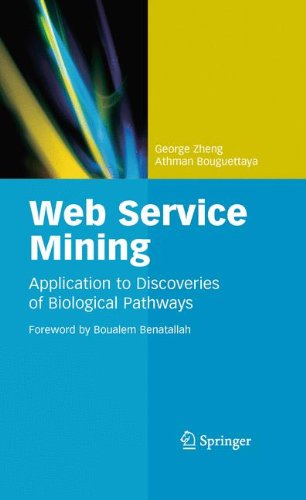 George Zheng
Athman Bouguettaya
Web Service
Mining
Application to Discoveries
of Biological Pathways
Foreword by Boualem Benatallah
Springer